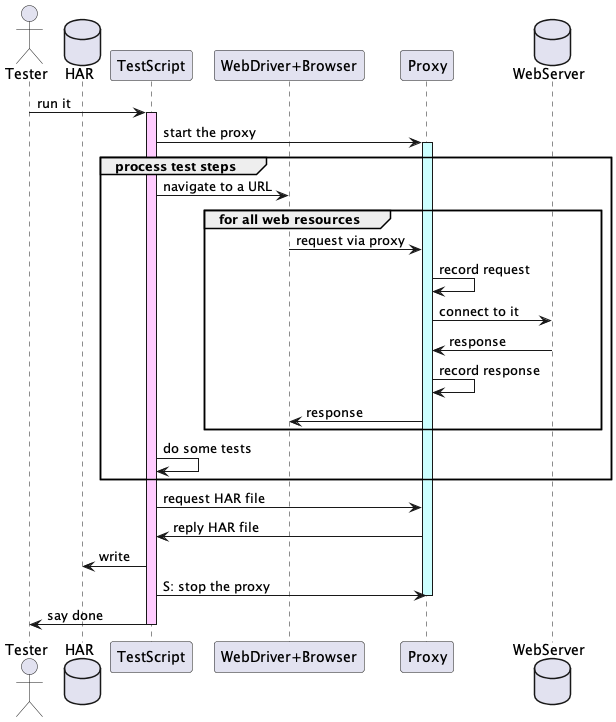 Tester
HAR
TestScript
WebDriver+Browser
Proxy
WebServer
run it
start the proxy
process test steps
navigate to a URL
for all web resources
request via proxy
record request
connect to it
response
record response
response
do some tests
request HAR file
reply HAR file
write
S: stop the proxy
say done
Tester
HAR
TestScript
WebDriver+Browser
Proxy
WebServer